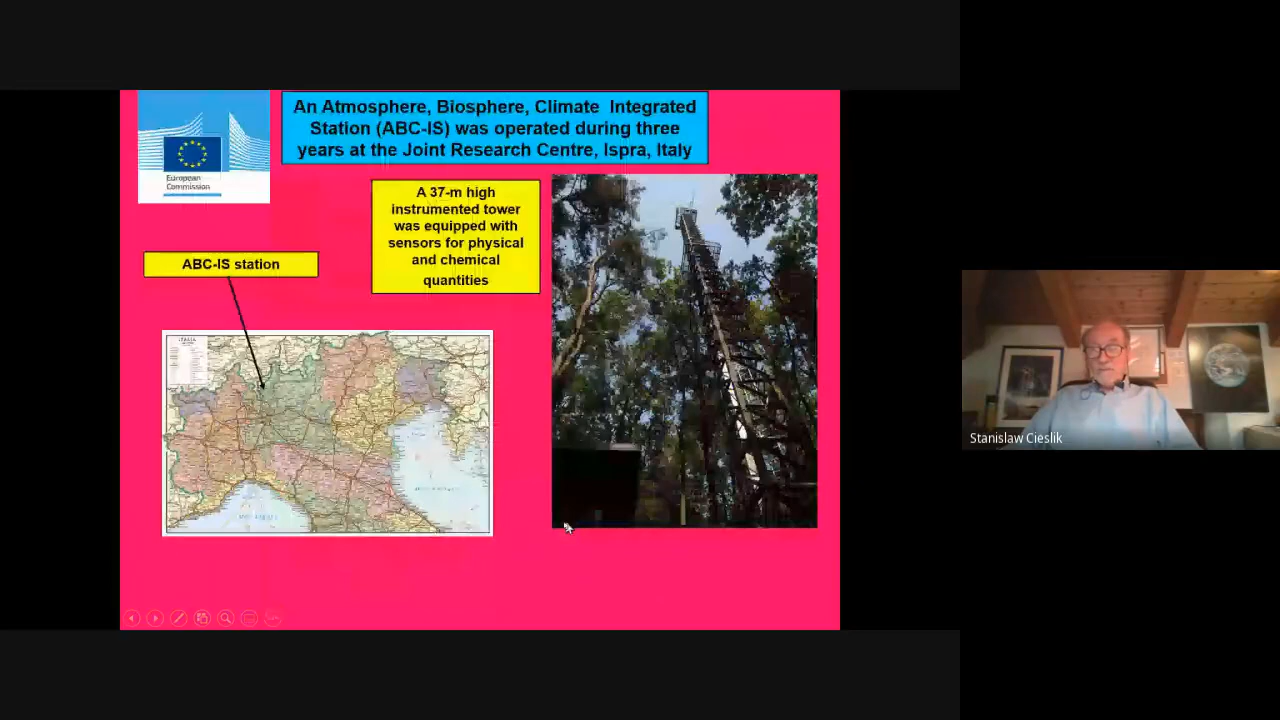 An Atmosphere, Biosphere, Climate Integrated
Station (ABC-IS) was operated during three
years at the Joint Research Centre, Ispra, Italy
European
Commission
A 37-m high
instrumented tower
was equipped with
sensors for physical
and chemical
quantities
ABC-IS station
ITALIA
Stanislaw Cieslik